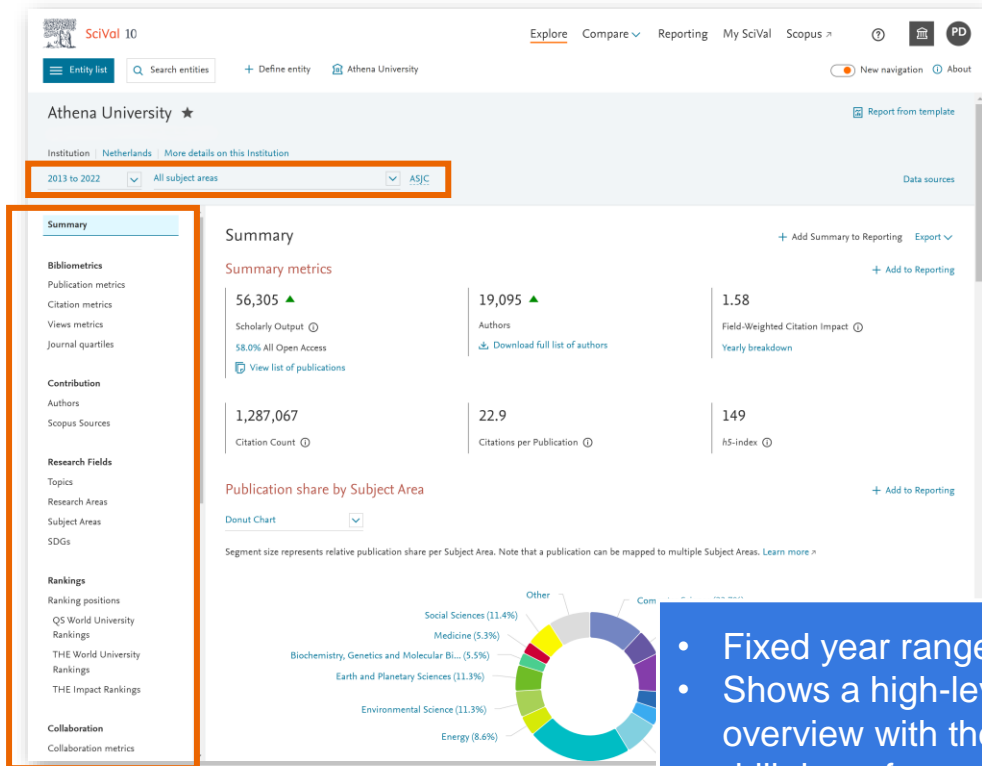 SciVal 10
Explore Compare Reporting My SciVal Scopus ↗ PD
Entity list Search entities + Define entity Athena University New navigation About
Athena University ★
Report from template
Institution | Netherlands | More details on this Institution
2013 to 2022 All subject areas ASJC
Data sources
Summary
Bibliometrics
Publication metrics
Citation metrics
Views metrics
Journal quartiles
Contribution
Authors
Scopus Sources
Research Fields
Topics
Research Areas
Subject Areas
SDGs
Rankings
Ranking positions
QS World University
Rankings
THE World University
Rankings
THE Impact Rankings
Collaboration
Collaboration metrics
Summary
+ Add Summary to Reporting Export
Summary metrics
+ Add to Reporting
56,305
Scholarly Output
58.0% All Open Access
View list of publications
19,095
Authors
Download full list of authors
1.58
Field-Weighted Citation Impact
Yearly breakdown
1,287,067
Citation Count
22.9
Citations per Publication
149
h5-index
Publication share by Subject Area
+ Add to Reporting
Donut Chart
Segment size represents relative publication share per Subject Area. Note that a publication can be mapped to multiple Subject Areas. Learn more ↗
Other
Social Sciences (11.4%)
Medicine (5.3%)
Biochemistry, Genetics and Molecular Bi... (5.5%)
Earth and Planetary Sciences (11.3%)
Environmental Science (11.3%)
Energy (8.6%)
• Fixed year range
• Shows a high-lev
overview with the